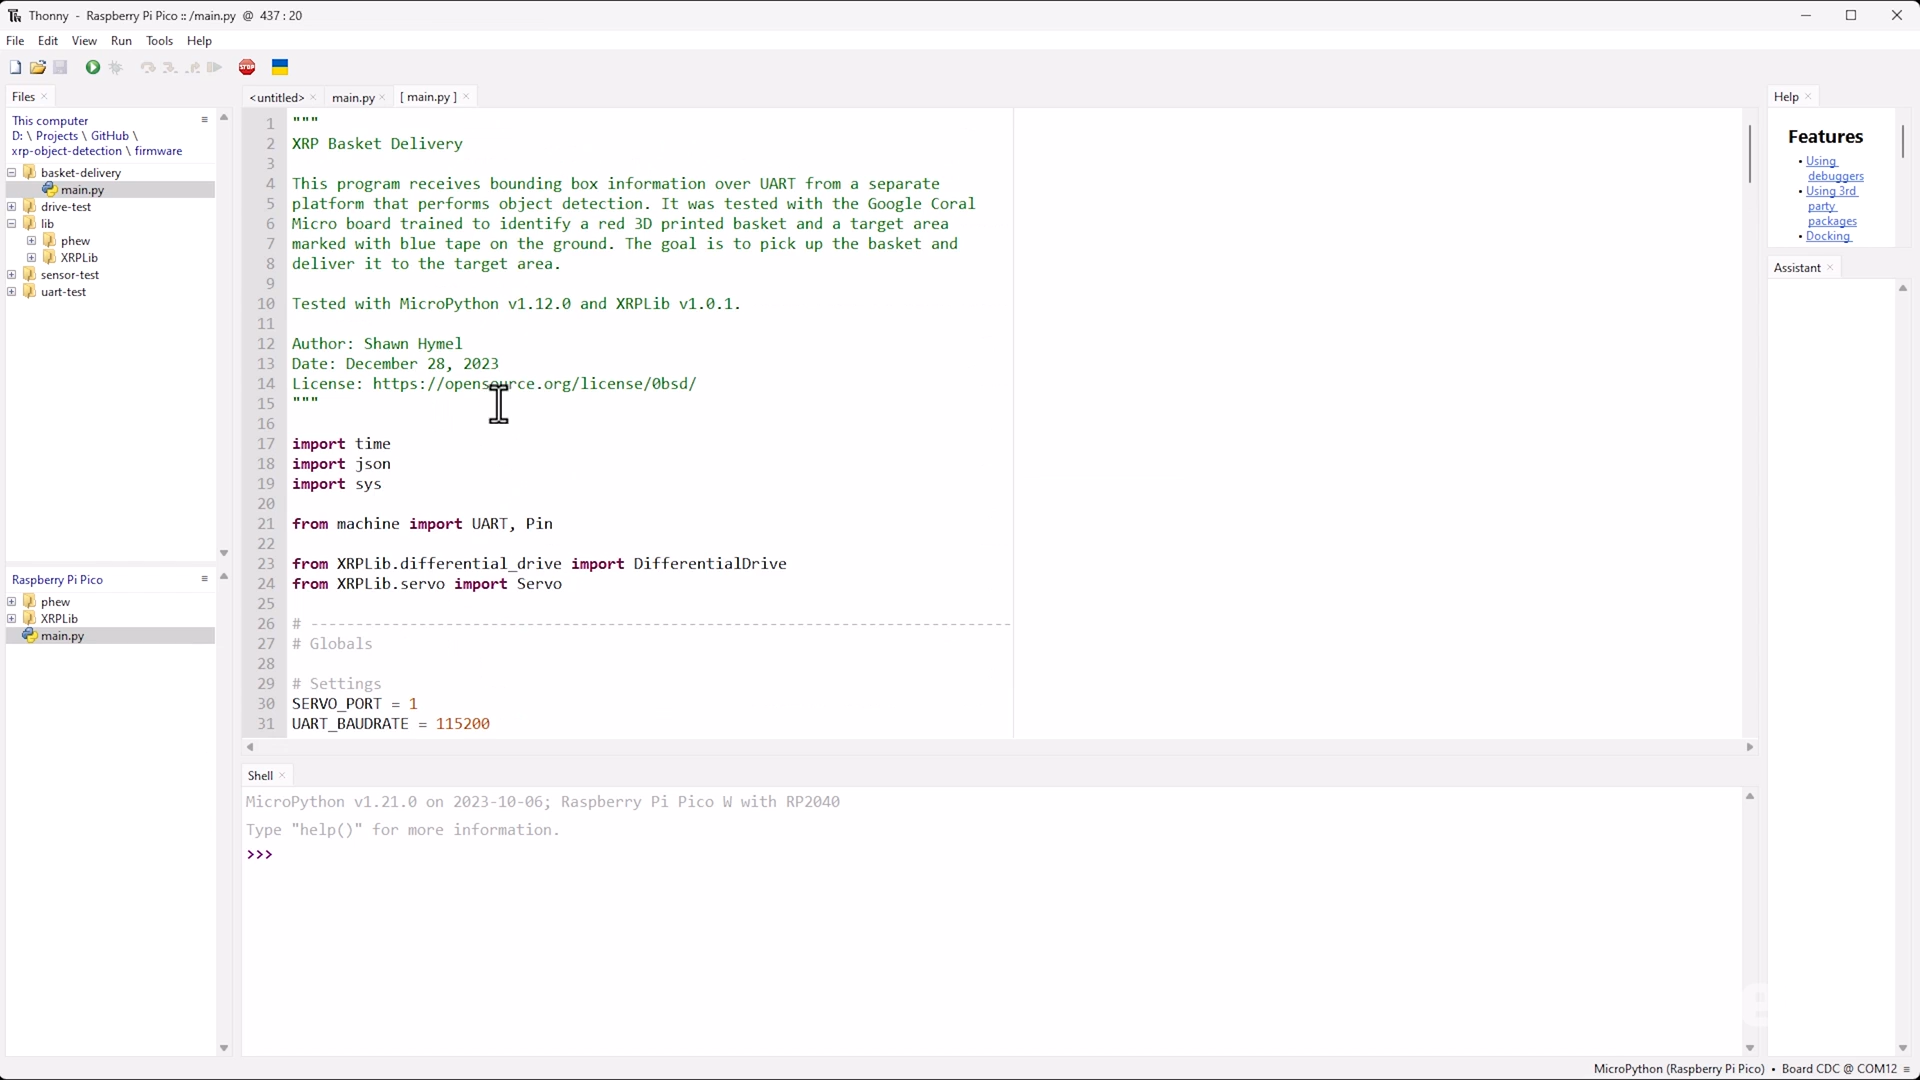 Thonny - Raspberry Pi Pico :: /main.py @ 437 : 20
File Edit View Run Tools Help
Files
This computer
D: \ Projects \ GitHub \
xrp-object-detection \ firmware
basket-delivery
main.py
drive-test
lib
phew
XRPLib
sensor-test
uart-test
Raspberry Pi Pico
phew
XRPLib
main.py
<untitled> main.py [ main.py ]
1 """
2 XRP Basket Delivery
3
4 This program receives bounding box information over UART from a separate
5 platform that performs object detection. It was tested with the Google Coral
6 Micro board trained to identify a red 3D printed basket and a target area
7 marked with blue tape on the ground. The goal is to pick up the basket and
8 deliver it to the target area.
9
10 Tested with MicroPython v1.12.0 and XRPLib v1.0.1.
11
12 Author: Shawn Hymel
13 Date: December 28, 2023
14 License: https://opensource.org/license/0bsd/
15 """
16
17 import time
18 import json
19 import sys
20
21 from machine import UART, Pin
22
23 from XRPLib.differential_drive import DifferentialDrive
24 from XRPLib.servo import Servo
25
26 # ------------------------------------------------------------------------------
27 # Globals
28
29 # Settings
30 SERVO_PORT = 1
31 UART_BAUDRATE = 115200
Shell
MicroPython v1.21.0 on 2023-10-06; Raspberry Pi Pico W with RP2040
Type "help()" for more information.
>>>
Help
Features
• Using
debuggers
• Using 3rd
party
packages
• Docking
Assistant
MicroPython (Raspberry Pi Pico) • Board CDC @ COM12 ≡